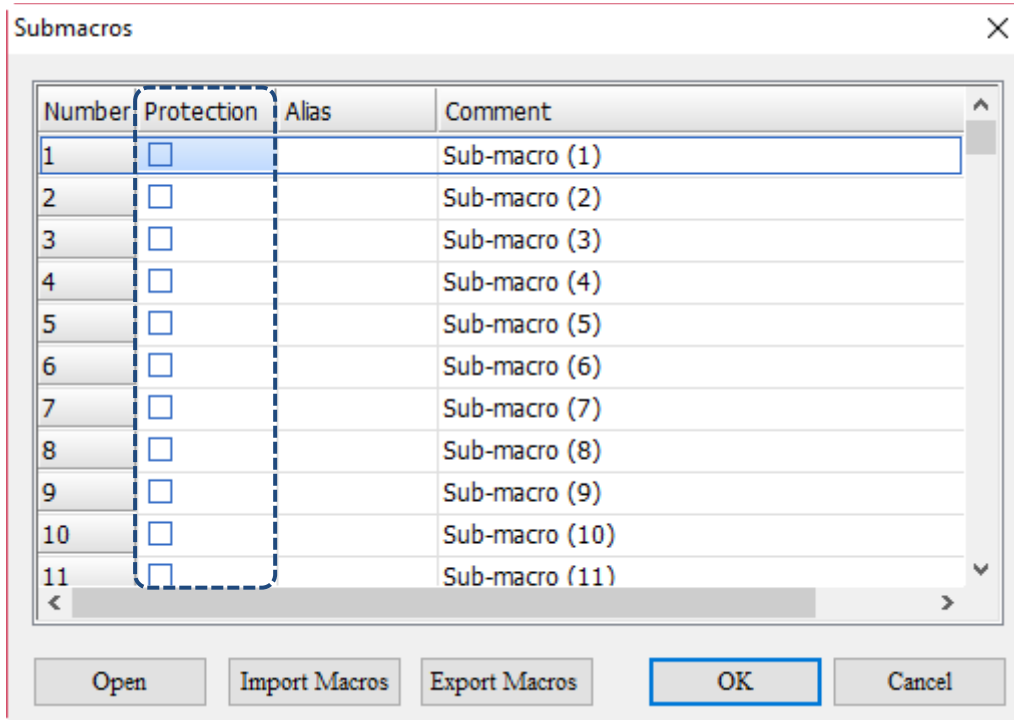 Submacros
Number Protection Alias Comment
1 Sub-macro (1)
2 Sub-macro (2)
3 Sub-macro (3)
4 Sub-macro (4)
5 Sub-macro (5)
6 Sub-macro (6)
7 Sub-macro (7)
8 Sub-macro (8)
9 Sub-macro (9)
10 Sub-macro (10)
11 Sub-macro (11)
Open Import Macros Export Macros OK Cancel